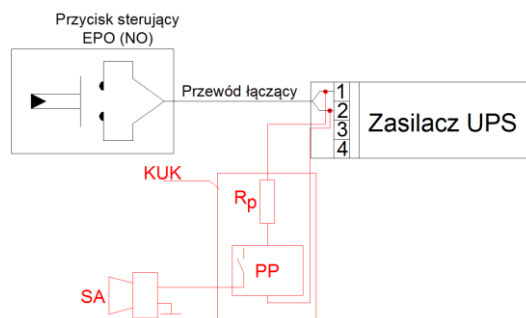 Przycisk sterujący
EPO (NO)
Przewód łączący
1
2
3
4
Zasilacz UPS
KUK
Rp
PP
SA